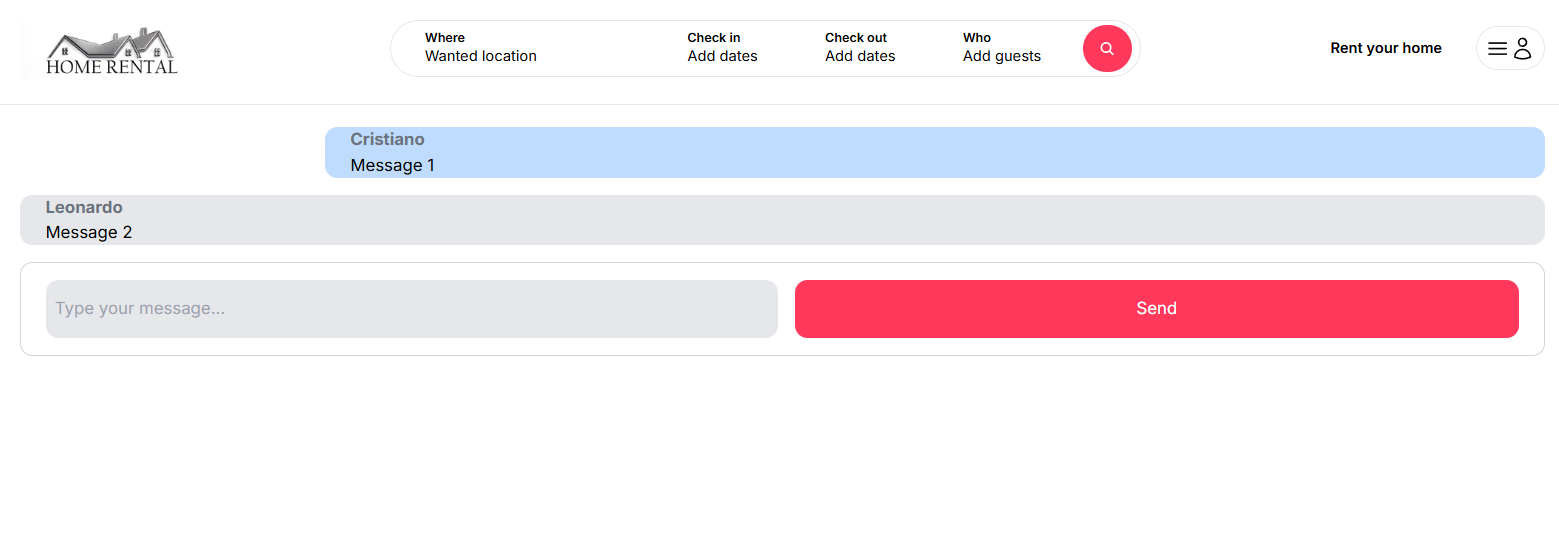 HOME RENTAL
Where
Wanted location
Check in
Add dates
Check out
Add dates
Who
Add guests
Rent your home
Cristiano
Message 1
Leonardo
Message 2
Type your message...
Send